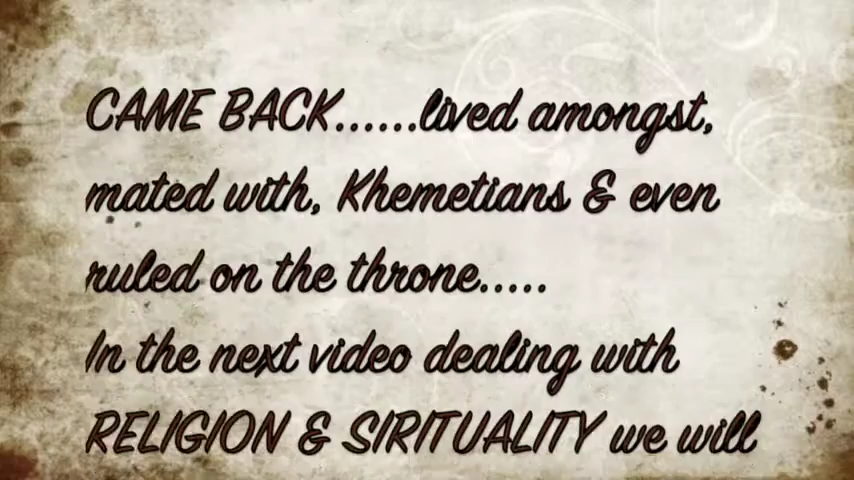 CAME BACK......lived amongst,
mated with, Khemetians & even
ruled on the throne.....
In the next video dealing with
RELIGION & SIRITUALITY we will